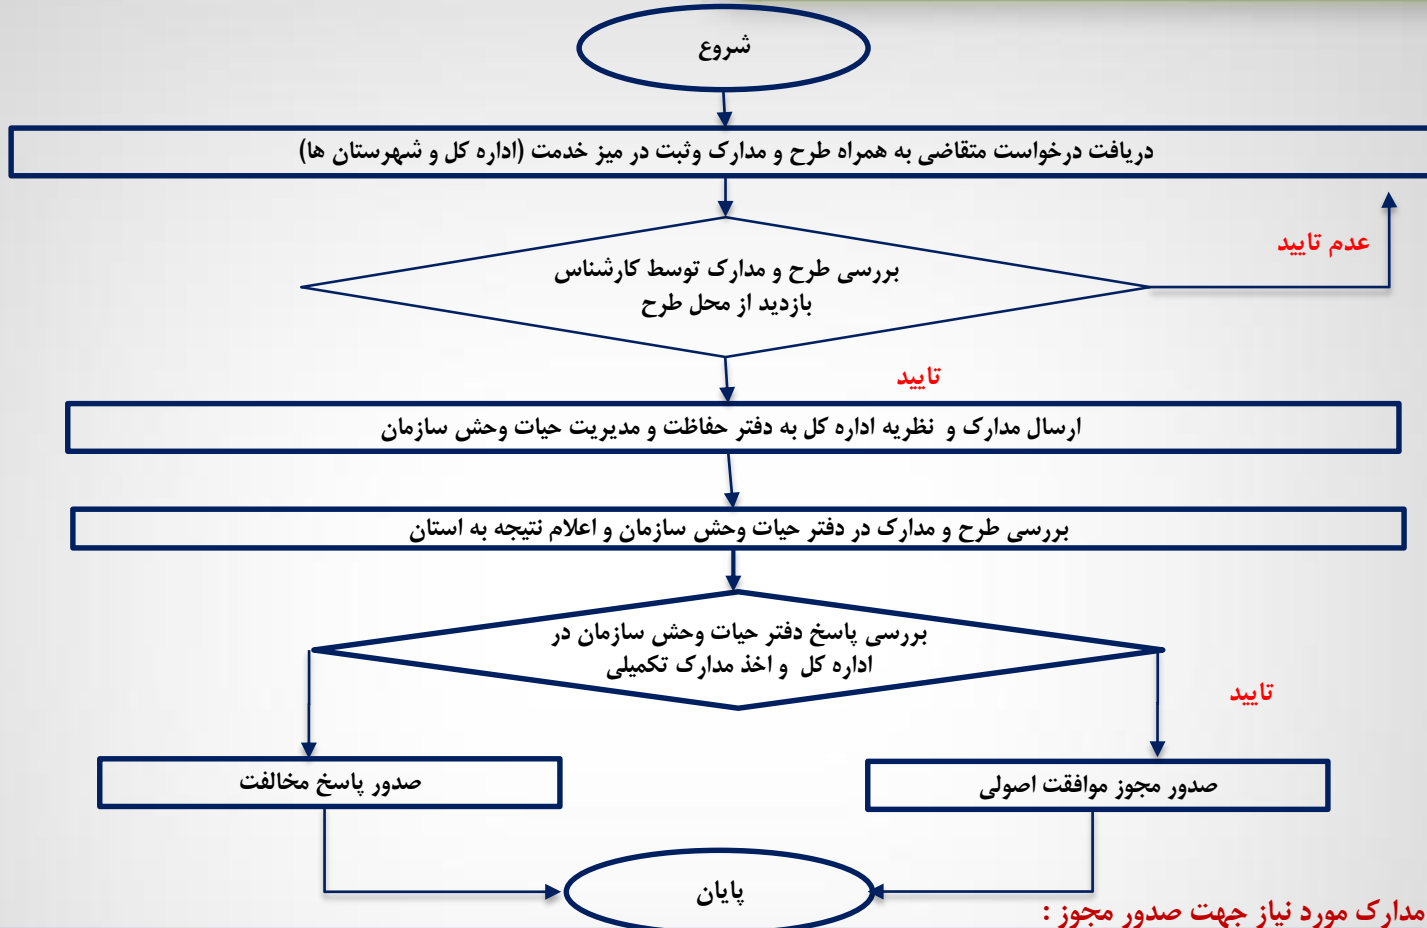 شروع
دریافت درخواست متقاضی به همراه طرح و مدارک وثبت در میز خدمت (اداره کل و شهرستان ها)
عدم تایید
بررسی طرح و مدارک توسط کارشناس
بازدید از محل طرح
تایید
ارسال مدارک و نظریه اداره کل به دفتر حفاظت و مدیریت حیات وحش سازمان
بررسی طرح و مدارک در دفتر حیات وحش سازمان و اعلام نتیجه به استان
بررسی پاسخ دفتر حیات وحش سازمان در
اداره کل و اخذ مدارک تکمیلی
تایید
صدور مجوز موافقت اصولی
صدور پاسخ مخالفت
پایان
مدارک مورد نیاز جهت صدور مجوز :